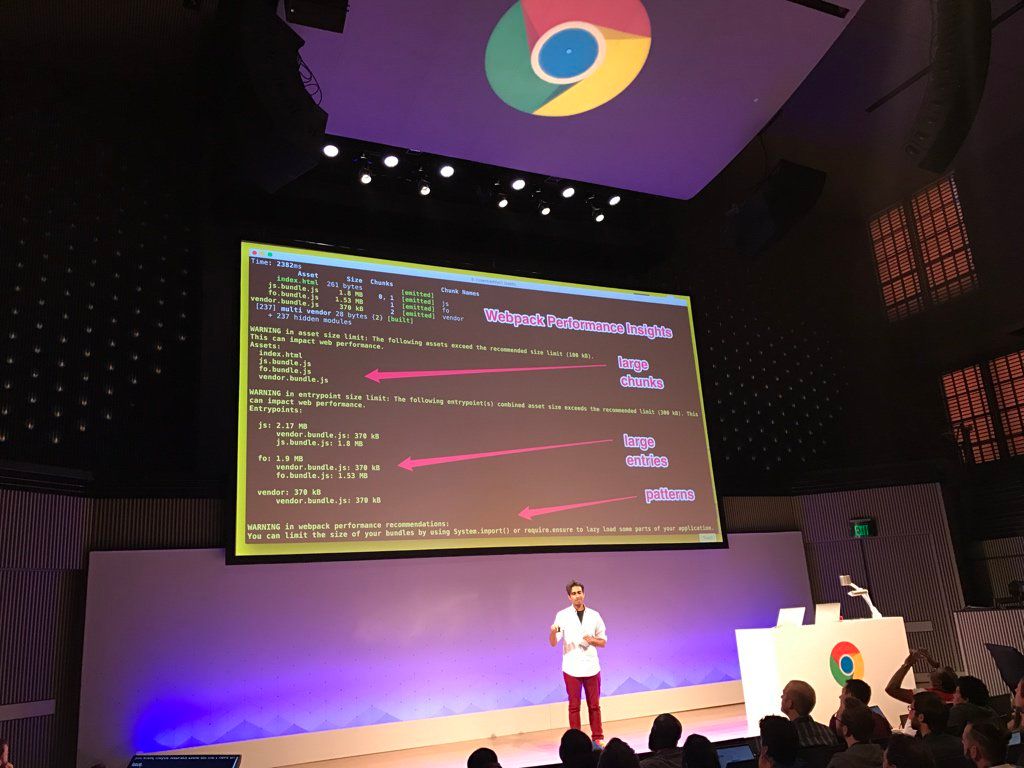 Time: 2382ms
Asset Size Chunks Chunk Names
index.html 261 bytes [emitted]
js.bundle.js 1.8 MB 0, 1 [emitted] js
fo.bundle.js 1.53 MB 1 [emitted] fo
vendor.bundle.js 370 kB 2 [emitted] vendor
[237] multi vendor 28 bytes {2} [built]
+ 237 hidden modules
Webpack Performance Insights
WARNING in asset size limit: The following assets exceed the recommended size limit (100 kB).
This can impact web performance.
Assets:
index.html
js.bundle.js
fo.bundle.js
vendor.bundle.js
large
chunks
WARNING in entrypoint size limit: The following entrypoint(s) combined asset size exceeds the recommended limit (300 kB). This
can impact web performance.
Entrypoints:
js: 2.17 MB
vendor.bundle.js: 370 kB
js.bundle.js: 1.8 MB
large
entries
fo: 1.9 MB
vendor.bundle.js: 370 kB
fo.bundle.js: 1.53 MB
patterns
vendor: 370 kB
vendor.bundle.js: 370 kB
WARNING in webpack performance recommendations:
You can limit the size of your bundles by using System.import() or require.ensure to lazy load some parts of your application.
EXIT